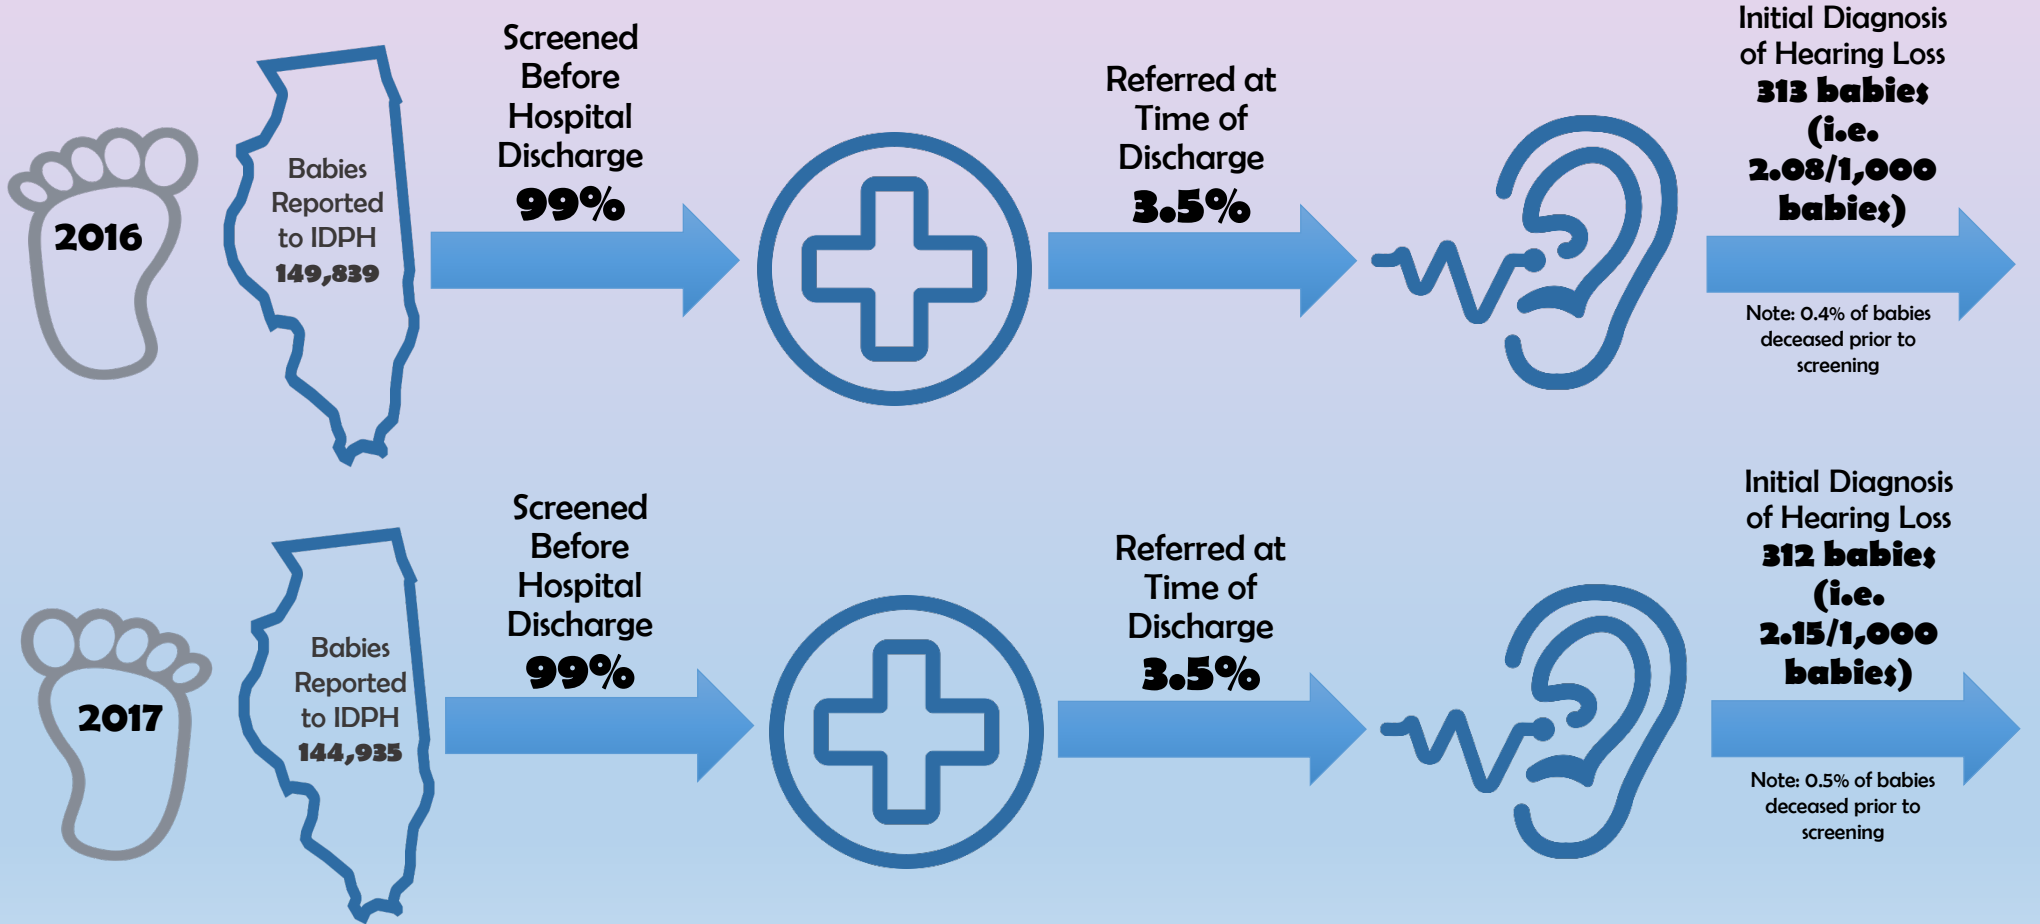 2016
Babies
Reported
to IDPH
149,839
Screened
Before
Hospital
Discharge
99%
Referred at
Time of
Discharge
3.5%
Initial Diagnosis
of Hearing Loss
313 babies
(i.e.
2.08/1,000
babies)
Note: 0.4% of babies
deceased prior to
screening
2017
Babies
Reported
to IDPH
144,935
Screened
Before
Hospital
Discharge
99%
Referred at
Time of
Discharge
3.5%
Initial Diagnosis
of Hearing Loss
312 babies
(i.e.
2.15/1,000
babies)
Note: 0.5% of babies
deceased prior to
screening